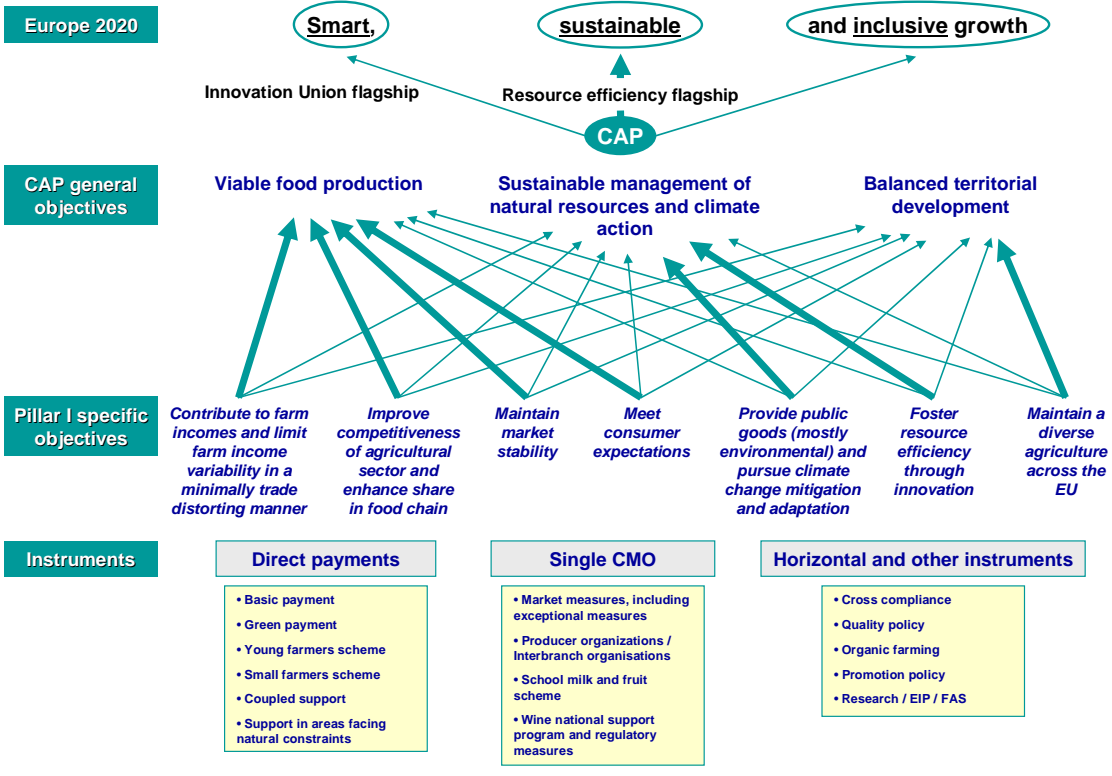 Europe 2020
Smart,
sustainable
and inclusive growth
Innovation Union flagship
Resource efficiency flagship
CAP
CAP general
objectives
Viable food production
Sustainable management of
natural resources and climate
action
Balanced territorial
development
Pillar I specific
objectives
Contribute to farm
incomes and limit
farm income
variability in a
minimally trade
distorting manner
Improve
competitiveness
of agricultural
sector and
enhance share
in food chain
Maintain
market
stability
Meet
consumer
expectations
Provide public
goods (mostly
environmental) and
pursue climate
change mitigation
and adaptation
Foster
resource
efficiency
through
innovation
Maintain a
diverse
agriculture
across the
EU
Instruments
Direct payments
• Basic payment
• Green payment
• Young farmers scheme
• Small farmers scheme
• Coupled support
• Support in areas facing
natural constraints
Single CMO
• Market measures, including
exceptional measures
• Producer organizations /
Interbranch organisations
• School milk and fruit
scheme
• Wine national support
program and regulatory
measures
Horizontal and other instruments
• Cross compliance
• Quality policy
• Organic farming
• Promotion policy
• Research / EIP / FAS